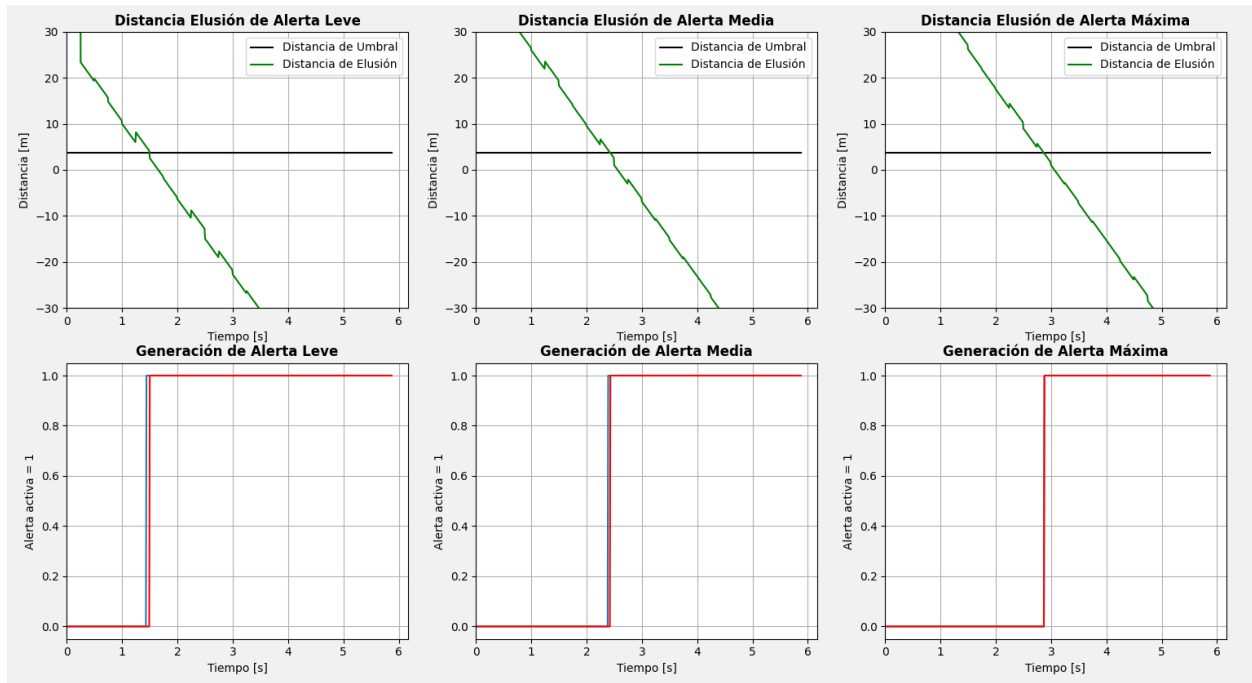 Distancia Elusión de Alerta Leve
30
20
10
0
−10
−20
−30
Distancia [m]
Distancia de Umbral
Distancia de Elusión
0 1 2 3 4 5 6
Tiempo [s]
Distancia Elusión de Alerta Media
30
20
10
0
−10
−20
−30
Distancia [m]
Distancia de Umbral
Distancia de Elusión
0 1 2 3 4 5 6
Tiempo [s]
Distancia Elusión de Alerta Máxima
30
20
10
0
−10
−20
−30
Distancia [m]
Distancia de Umbral
Distancia de Elusión
0 1 2 3 4 5 6
Tiempo [s]
Generación de Alerta Leve
1.0
0.8
0.6
0.4
0.2
0.0
Alerta activa = 1
0 1 2 3 4 5 6
Tiempo [s]
Generación de Alerta Media
1.0
0.8
0.6
0.4
0.2
0.0
Alerta activa = 1
0 1 2 3 4 5 6
Tiempo [s]
Generación de Alerta Máxima
1.0
0.8
0.6
0.4
0.2
0.0
Alerta activa = 1
0 1 2 3 4 5 6
Tiempo [s]